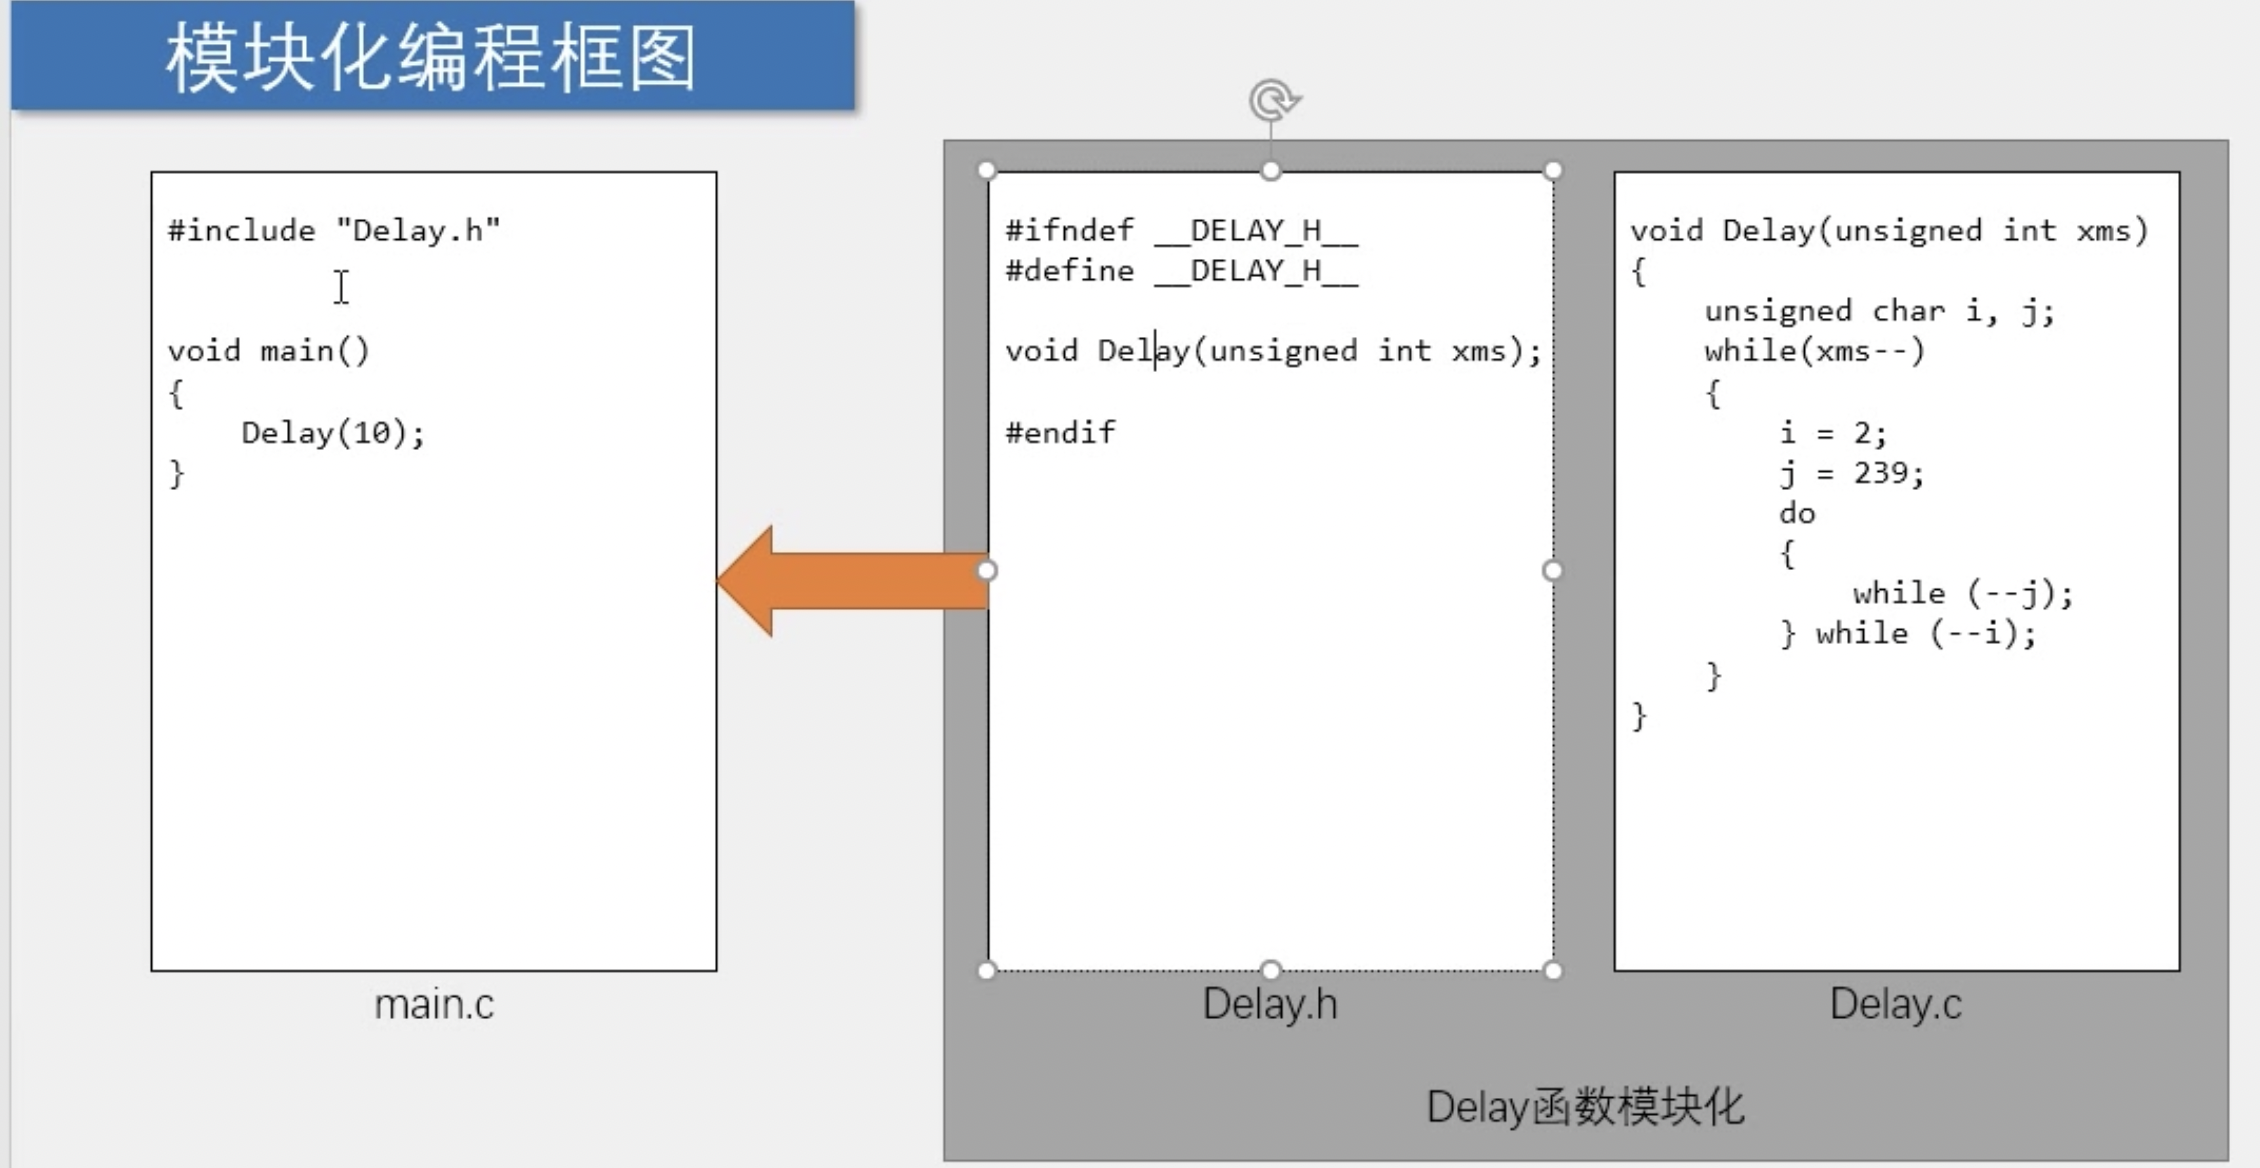 模块化编程框图
#include "Delay.h"
void main()
{
Delay(10);
}
main.c
#ifndef __DELAY_H__
#define __DELAY_H__
void Delay(unsigned int xms);
#endif
Delay.h
void Delay(unsigned int xms)
{
unsigned char i, j;
while(xms--)
{
i = 2;
j = 239;
do
{
while (--j);
} while (--i);
}
}
Delay.c
Delay函数模块化